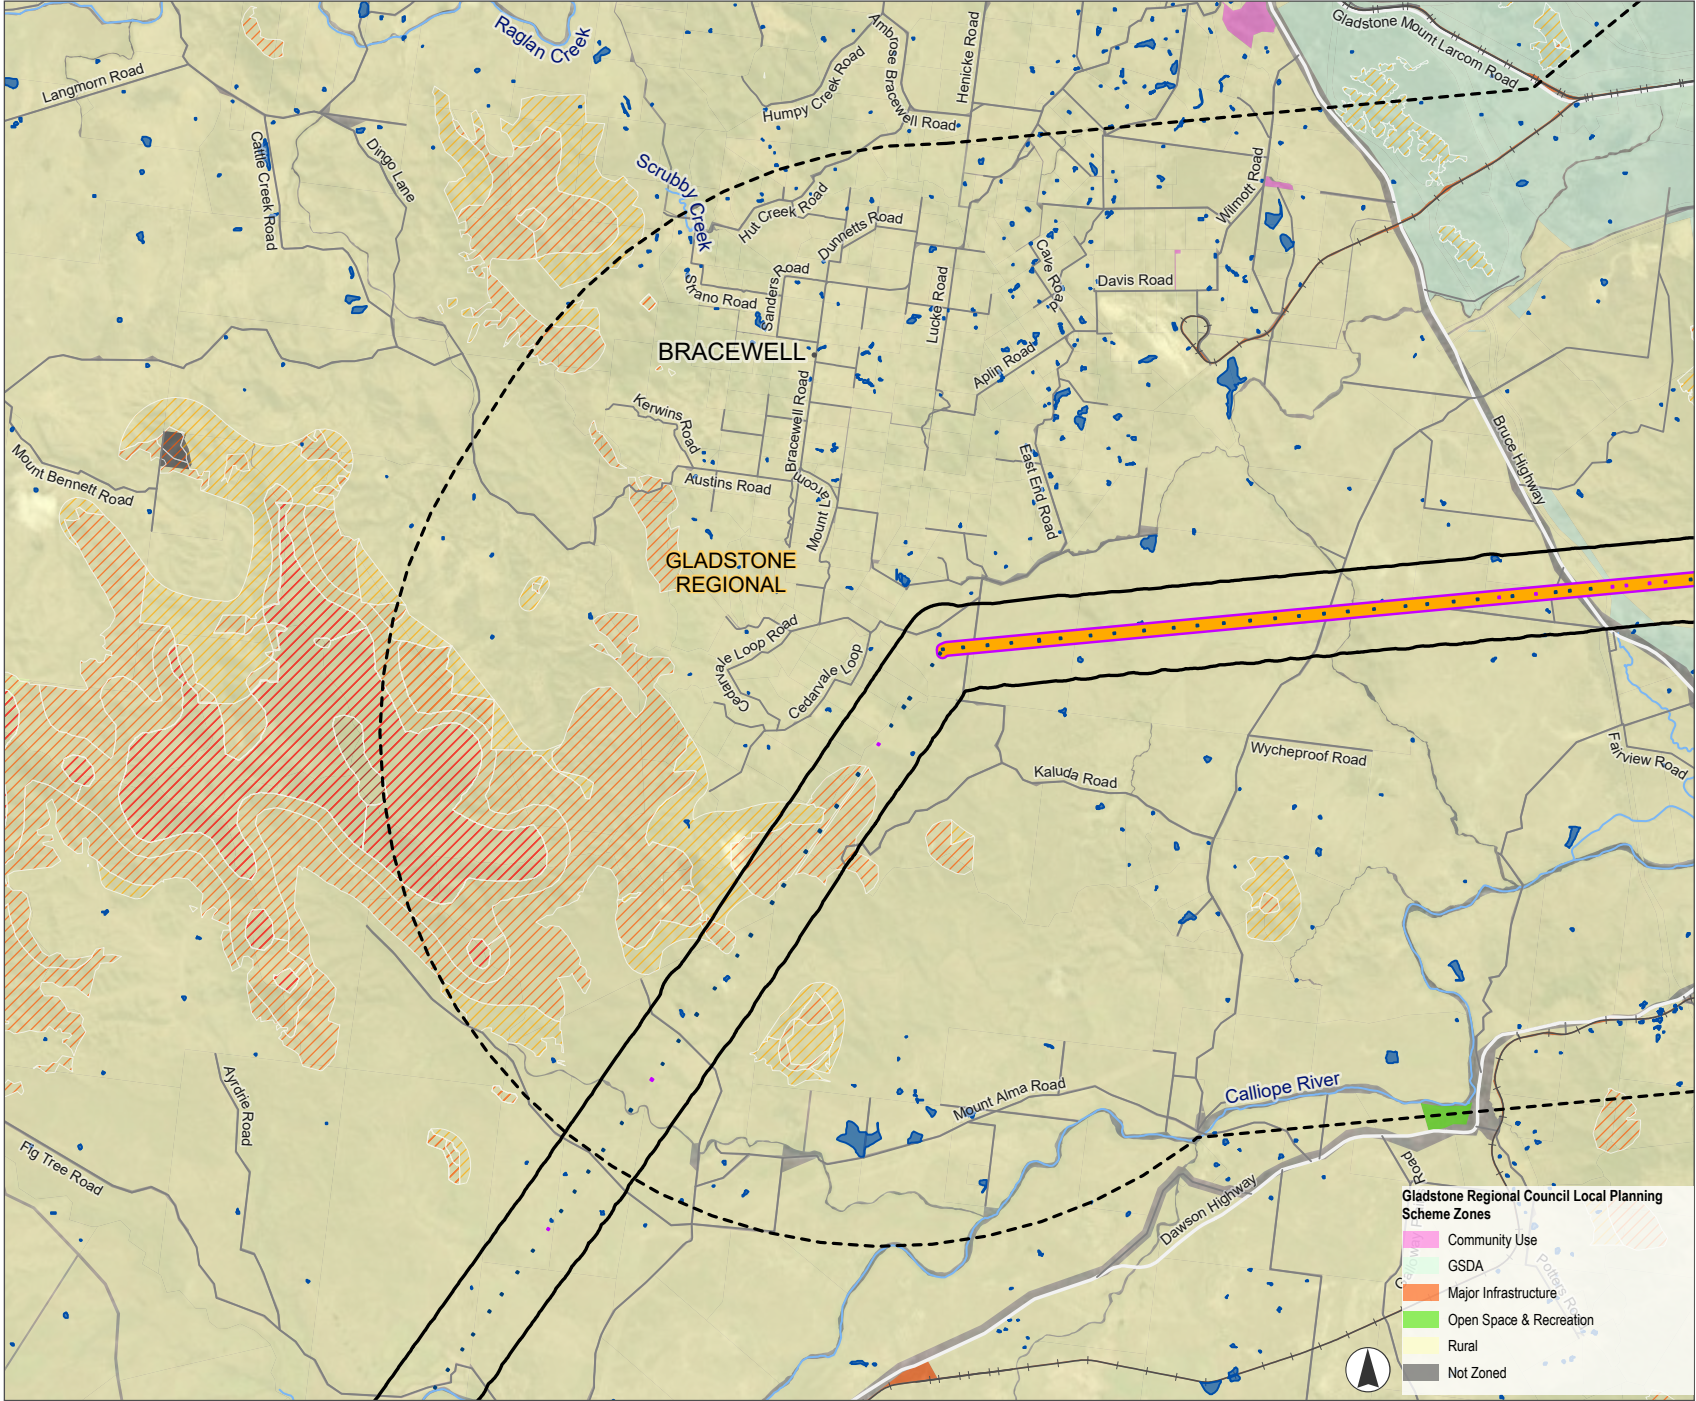 Raglan Creek
Langmorn Road
Cattle Creek Road
Dingo Lane
Scrubby Creek
Humpy Creek Road
Ambrose Bracewell Road
Henicke Road
Gladstone Mount Larcom Road
Hut Creek Road
Dunnetts Road
Wilmott Road
Strano Road
Sanders Road
Lucke Road
Cave Road
Davis Road
BRACEWELL
Aplin Road
Kerwins Road
Bracewell Road
Bruce Highway
Mount Bennett Road
Austins Road
Mount Larcom
East End Road
GLADSTONE
REGIONAL
Cedarvale Loop Road
Cedarvale Loop
Cedarvale
Wycheproof Road
Fairview Road
Kaluda Road
Ayrdrie Road
Fig Tree Road
Mount Alma Road
Calliope River
Dawson Highway
Road
Potters Road
Gladstone Regional Council Local Planning
Scheme Zones
Community Use
GSDA
Major Infrastructure
Open Space & Recreation
Rural
Not Zoned